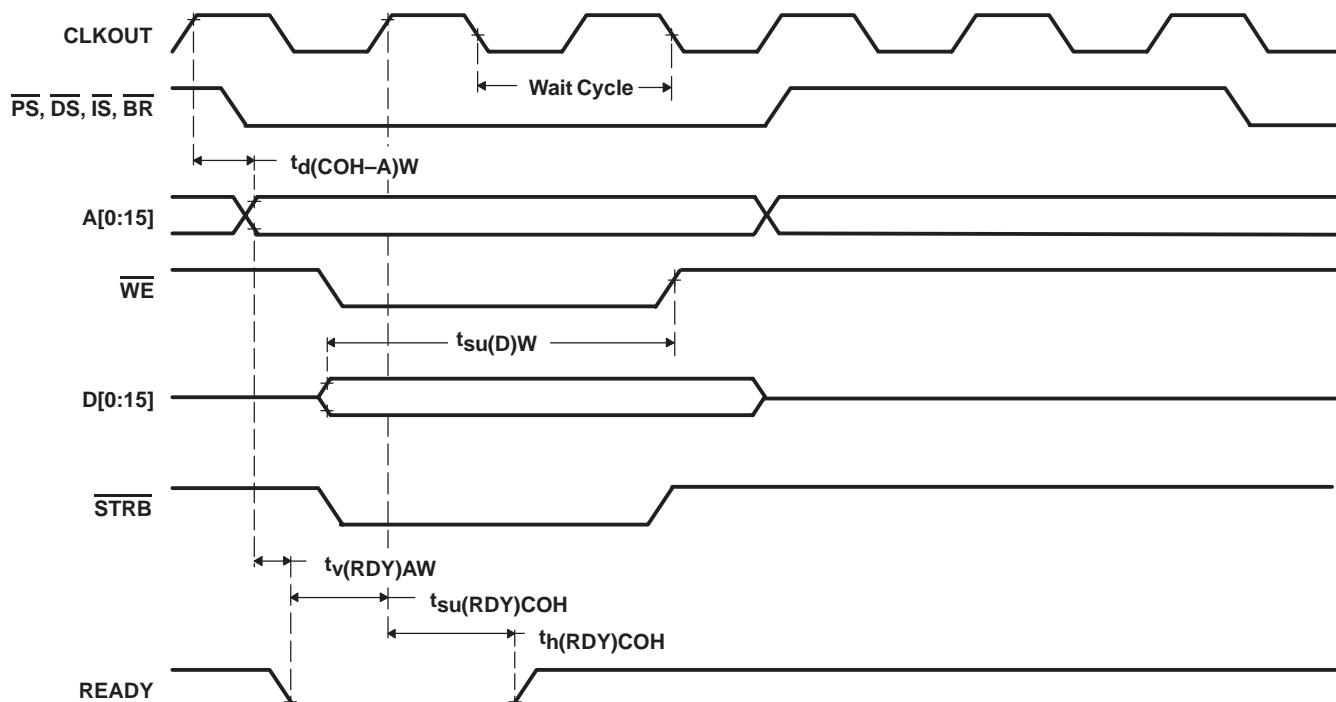 CLKOUT
Wait Cycle
PS, DS, IS, BR
td(COH–A)W
A[0:15]
WE
tsu(D)W
D[0:15]
STRB
tv(RDY)AW
tsu(RDY)COH
th(RDY)COH
READY